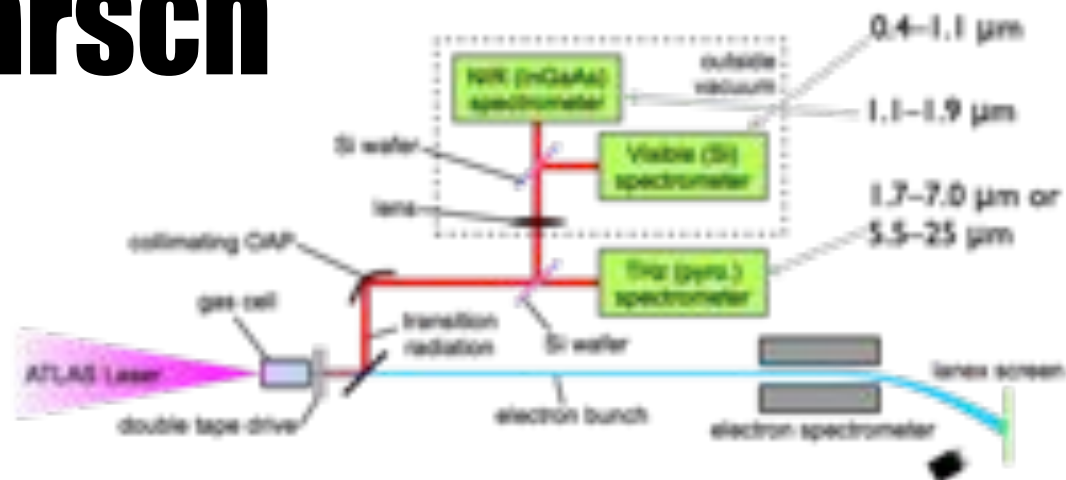 arsch
0.4–1.1 µm
outside
vacuum
NIR (InGaAs)
spectrometer
1.1–1.9 µm
Si wafer
Visible (Si)
spectrometer
lens
1.7–7.0 µm or
5.5–25 µm
collimating OAP
THz (pyro.)
spectrometer
gas cell
transition
radiation
Si wafer
ATLAS Laser
lanex screen
double tape drive
electron bunch
electron spectrometer